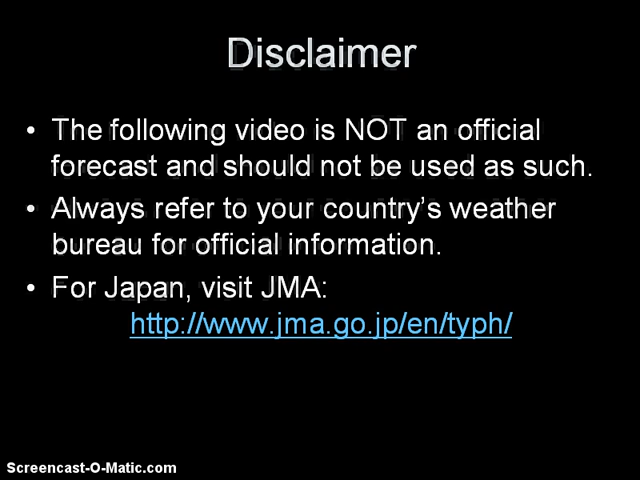 Disclaimer
• The following video is NOT an official
forecast and should not be used as such.
• Always refer to your country's weather
bureau for official information.
• For Japan, visit JMA:
http://www.jma.go.jp/en/typh/
Screencast-O-Matic.com